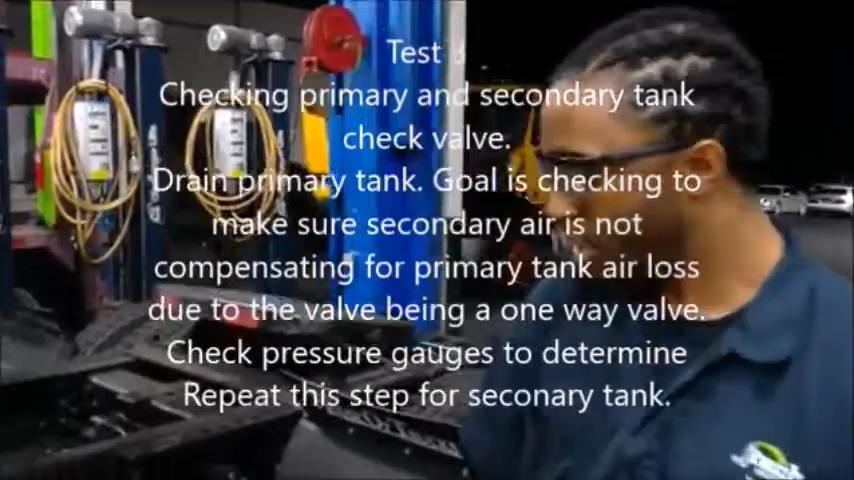 Test
Checking primary and secondary tank
check valve.
Drain primary tank. Goal is checking to
make sure secondary air is not
compensating for primary tank air loss
due to the valve being a one way valve.
Check pressure gauges to determine
Repeat this step for seconary tank.